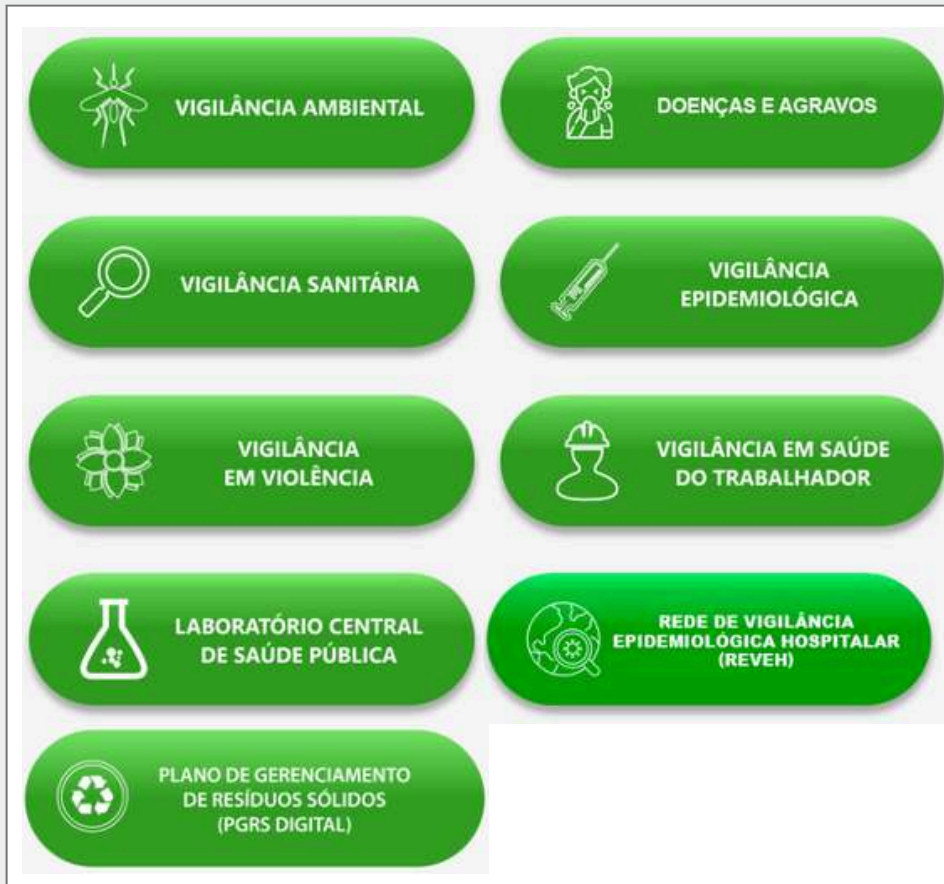 VIGILÂNCIA AMBIENTAL
DOENÇAS E AGRAVOS
VIGILÂNCIA SANITÁRIA
VIGILÂNCIA
EPIDEMIOLÓGICA
VIGILÂNCIA
EM VIOLÊNCIA
VIGILÂNCIA EM SAÚDE
DO TRABALHADOR
LABORATÓRIO CENTRAL
DE SAÚDE PÚBLICA
REDE DE VIGILÂNCIA
EPIDEMIOLÓGICA HOSPITALAR
(REVEH)
PLANO DE GERENCIAMENTO
DE RESÍDUOS SÓLIDOS
(PGRS DIGITAL)